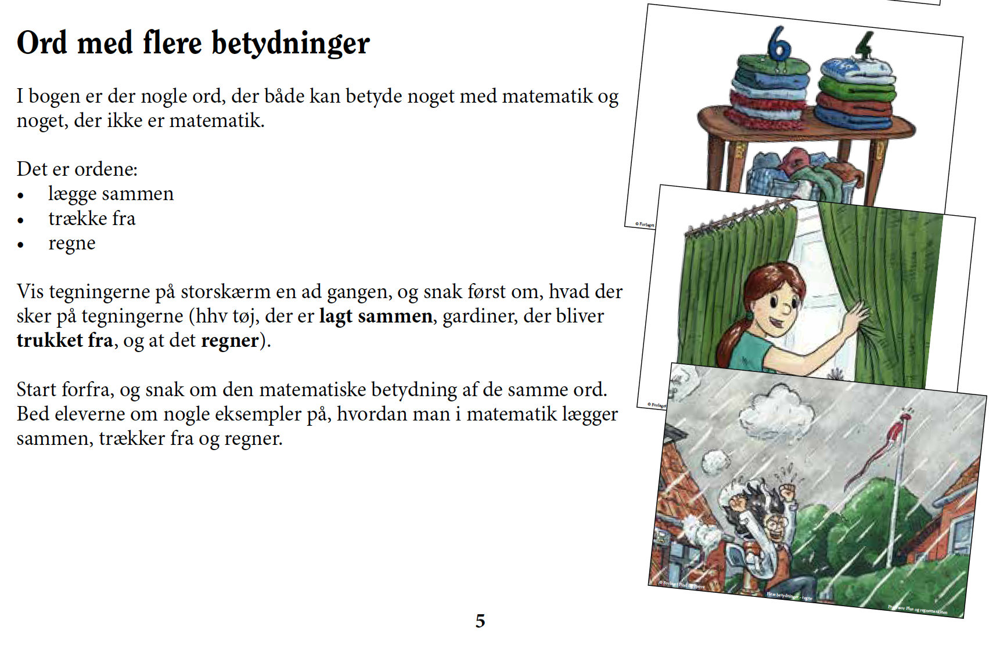 Ord med flere betydninger
I bogen er der nogle ord, der både kan betyde noget med matematik og
noget, der ikke er matematik.
Det er ordene:
• lægge sammen
• trække fra
• regne
Vis tegningerne på storskærm en ad gangen, og snak først om, hvad der
sker på tegningerne (hhv tøj, der er lagt sammen, gardiner, der bliver
trukket fra, og at det regner).
Start forfra, og snak om den matematiske betydning af de samme ord.
Bed eleverne om nogle eksempler på, hvordan man i matematik lægger
sammen, trækker fra og regner.
6 4
© Forlaget
© Forlaget
© Forlaget Pind og Bjerre
Flere betydninger - regne
Professor Plus og regnemaskinen
5